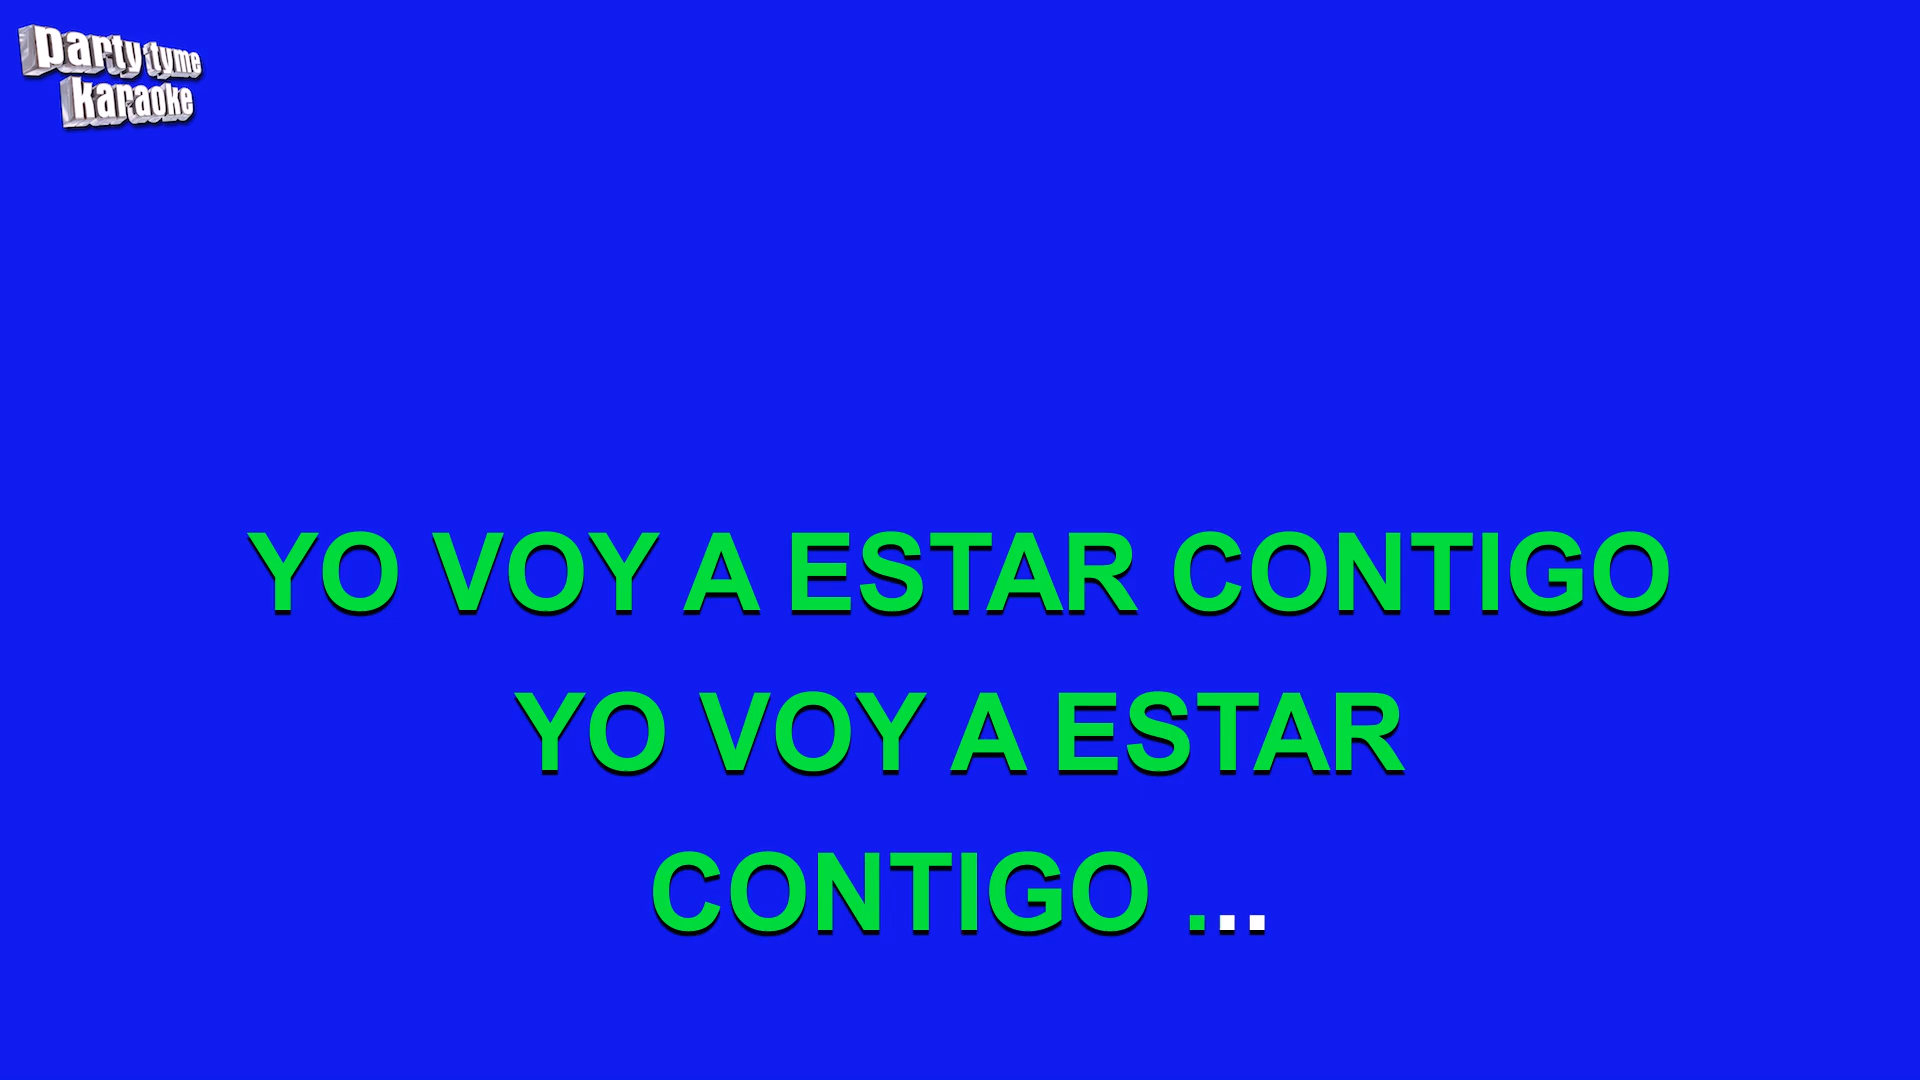 party tyme
karaoke
YO VOY A ESTAR CONTIGO
YO VOY A ESTAR
CONTIGO ...